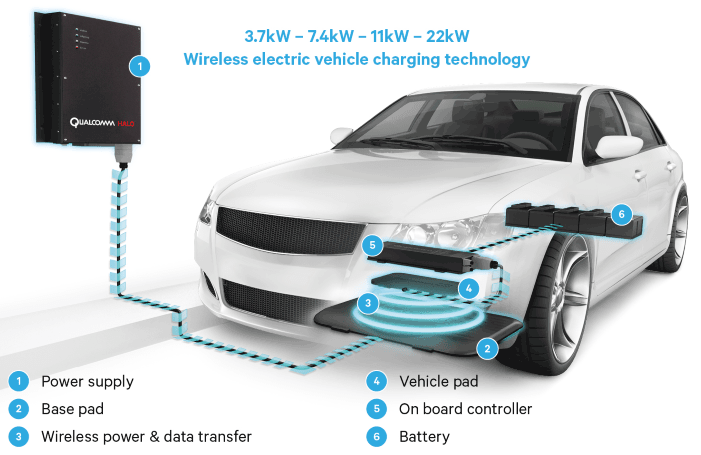 3.7kW – 7.4kW – 11kW – 22kW
Wireless electric vehicle charging technology
1
QUALCOMM HALO
6
5
4
3
2
1 Power supply
2 Base pad
3 Wireless power & data transfer
4 Vehicle pad
5 On board controller
6 Battery